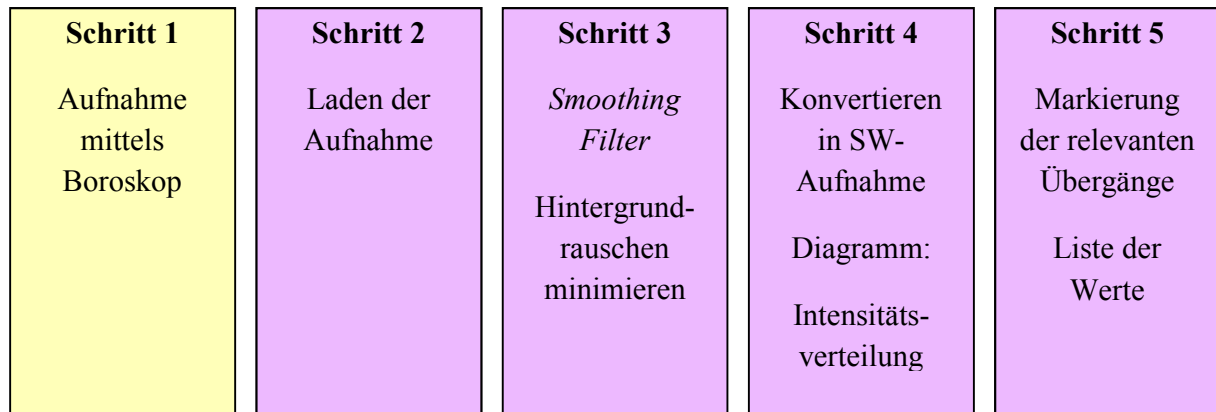 Schritt 1
Aufnahme
mittels
Boroskop
Schritt 2
Laden der
Aufnahme
Schritt 3
Smoothing
Filter
Hintergrund-
rauschen
minimieren
Schritt 4
Konvertieren
in SW-
Aufnahme
Diagramm:
Intensitäts-
verteilung
Schritt 5
Markierung
der relevanten
Übergänge
Liste der
Werte